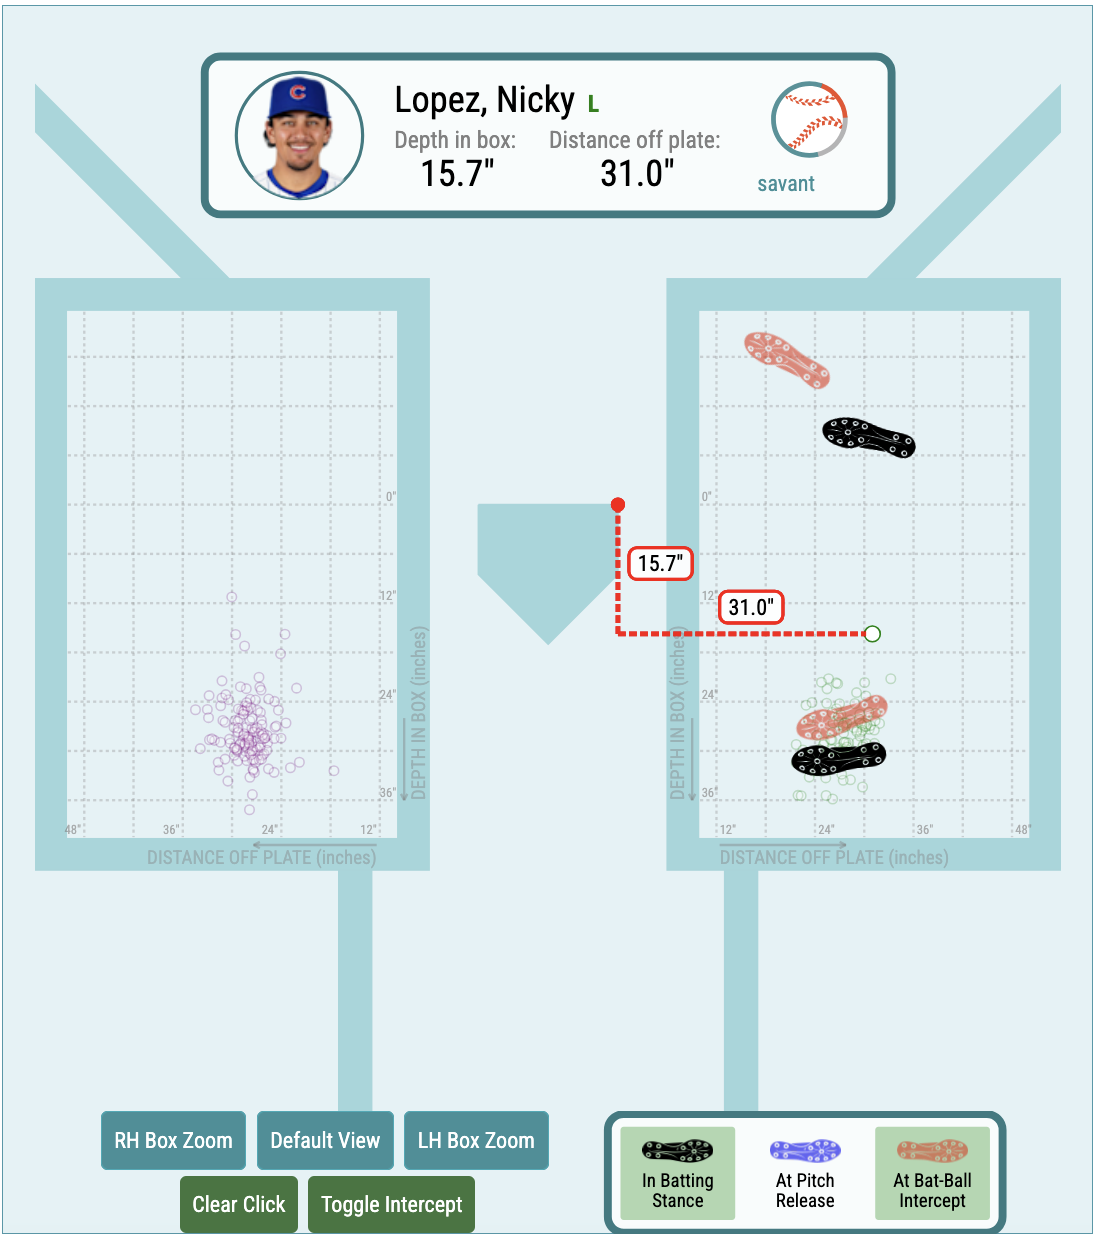 Lopez, Nicky L
Depth in box: Distance off plate:
15.7" 31.0"
savant
C
0"
12"
24"
36"
48" 36" 24" 12"
DISTANCE OFF PLATE (inches)
DEPTH IN BOX (inches)
15.7"
31.0"
0"
12"
24"
36"
12" 24" 36" 48"
DISTANCE OFF PLATE (inches)
DEPTH IN BOX (inches)
RH Box Zoom
Default View
LH Box Zoom
Clear Click
Toggle Intercept
In Batting
Stance
At Pitch
Release
At Bat-Ball
Intercept